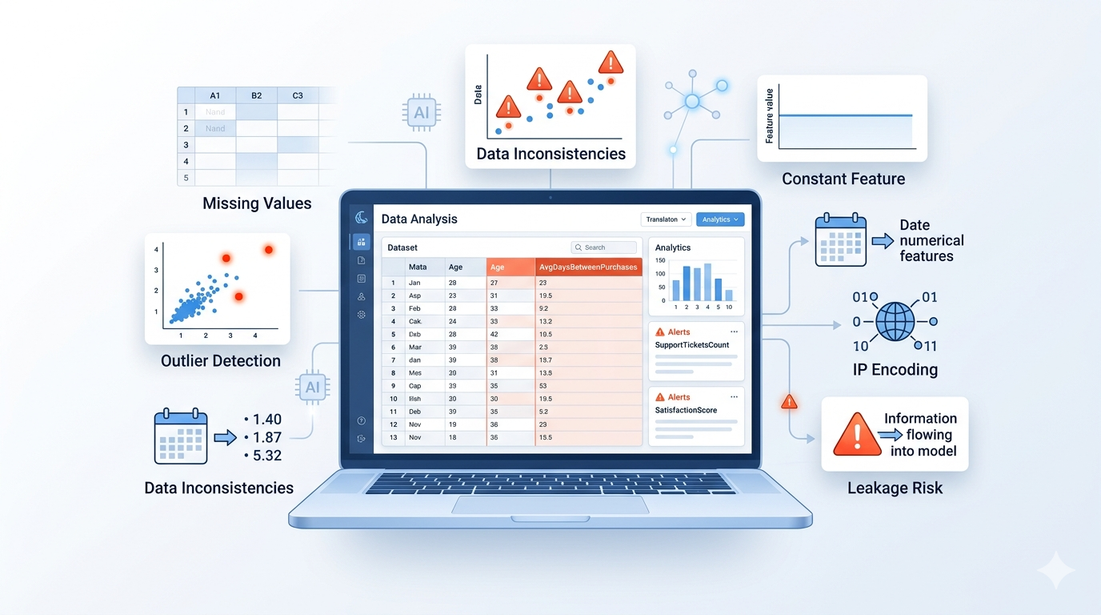 A1 B2 C3
1 Nand
2 Nand
3
4
5
Missing Values
AI
Data
Data Inconsistencies
Feature value
Constant Feature
4
3
2
1
1 2 3 4
Outlier Detection
AI
• 1.40
• 1.87
• 5.32
Data Inconsistencies
Data Analysis
Translaton
Analytics
Dataset
Search
Mata Age Age AvgDaysBetweenPurchases
1 Jan 28 27 23
2 Asp 23 31 19.5
3 Feb 28 33 9.2
4 Cak. 24 33 13.2
5 Dxb 28 42 10.5
6 Mar 39 38 2.5
7 dan 39 38 15.7
8 Mes 30 31 13.5
9 Cap 39 35 53
10 Ilsh 30 30 19.5
11 Deb 39 35 5.2
12 Nov 19 36 23
13 Nov 18 36 15.5
Analytics
150
100
50
0
1 2 3 4 5 10
Alerts
SupportTicketsCount
Alerts
SatisfactionScore
Date
numerical
features
01 01
0
10 11
IP Encoding
Information
flowing
into model
Leakage Risk